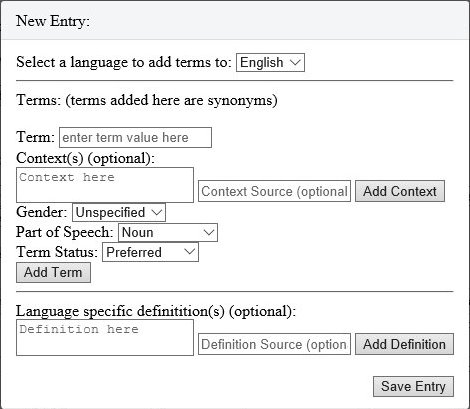 New Entry:
Select a language to add terms to: English
Terms: (terms added here are synonyms)
Term: enter term value here
Context(s) (optional):
Context here
Context Source (optional Add Context
Gender: Unspecified
Part of Speech: Noun
Term Status: Preferred
Add Term
Language specific definitition(s) (optional):
Definition here
Definition Source (option Add Definition
Save Entry